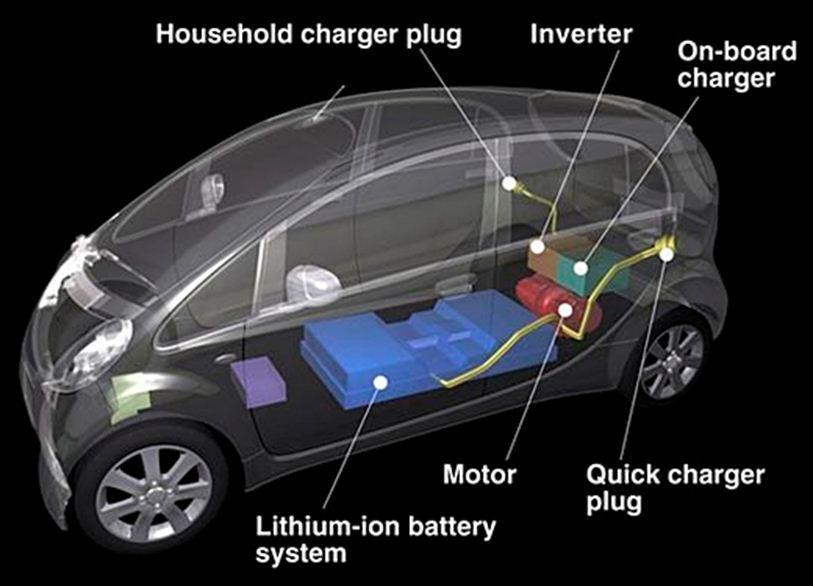 Household charger plug
Inverter
On-board
charger
Motor
Quick charger
plug
Lithium-ion battery
system